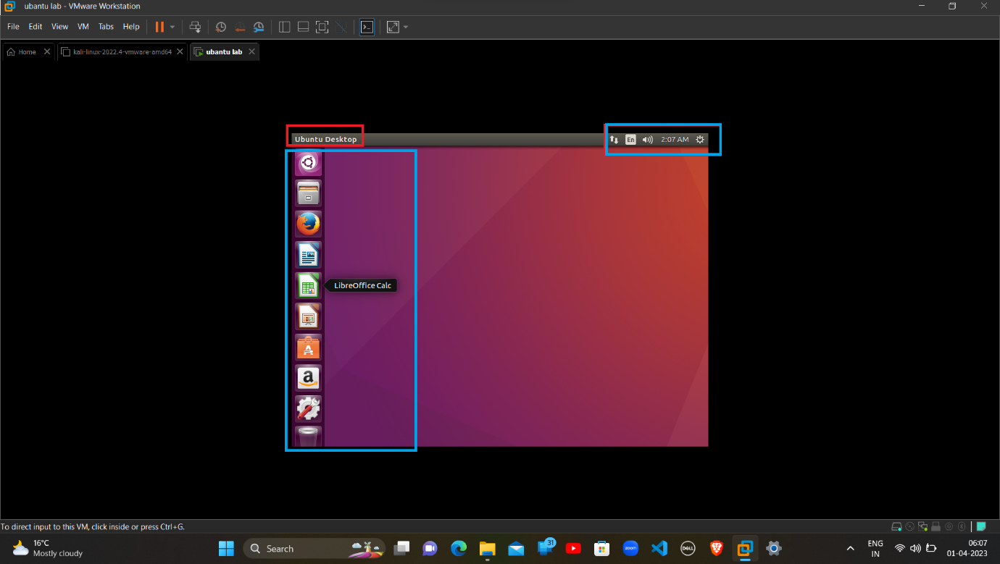 ubantu lab - VMware Workstation
File Edit View VM Tabs Help
Home kali-linux-2022.4-vmware-amd64 ubantu lab
Ubuntu Desktop En 2:07 AM
LibreOffice Calc
A
a
To direct input to this VM, click inside or press Ctrl+G.
16°C
Mostly cloudy
Search
31
zoom
DELL
ENG
IN
06:07
01-04-2023